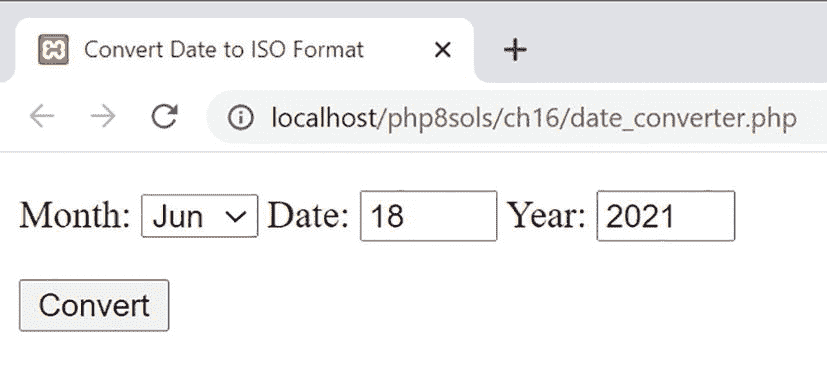 Convert Date to ISO Format
localhost/php8sols/ch16/date_converter.php
Month: Jun Date: 18 Year: 2021
Convert